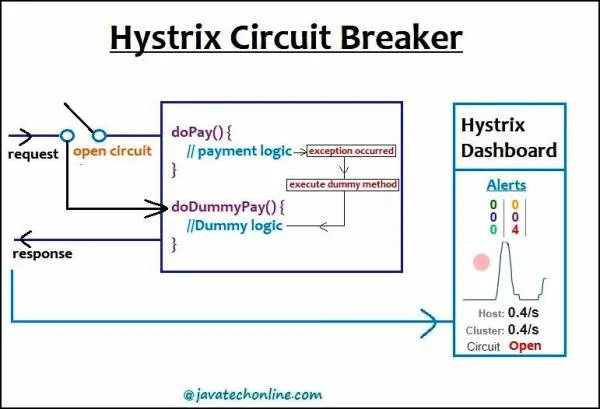 Hystrix Circuit Breaker
request
open circuit
doPay() {
// payment logic
exception occurred
}
execute dummy method
doDummyPay() {
//Dummy logic
}
response
Hystrix
Dashboard
Alerts
0 0
0 0
0 4
Host: 0.4/s
Cluster: 0.4/s
Circuit Open
@javatechonline.com